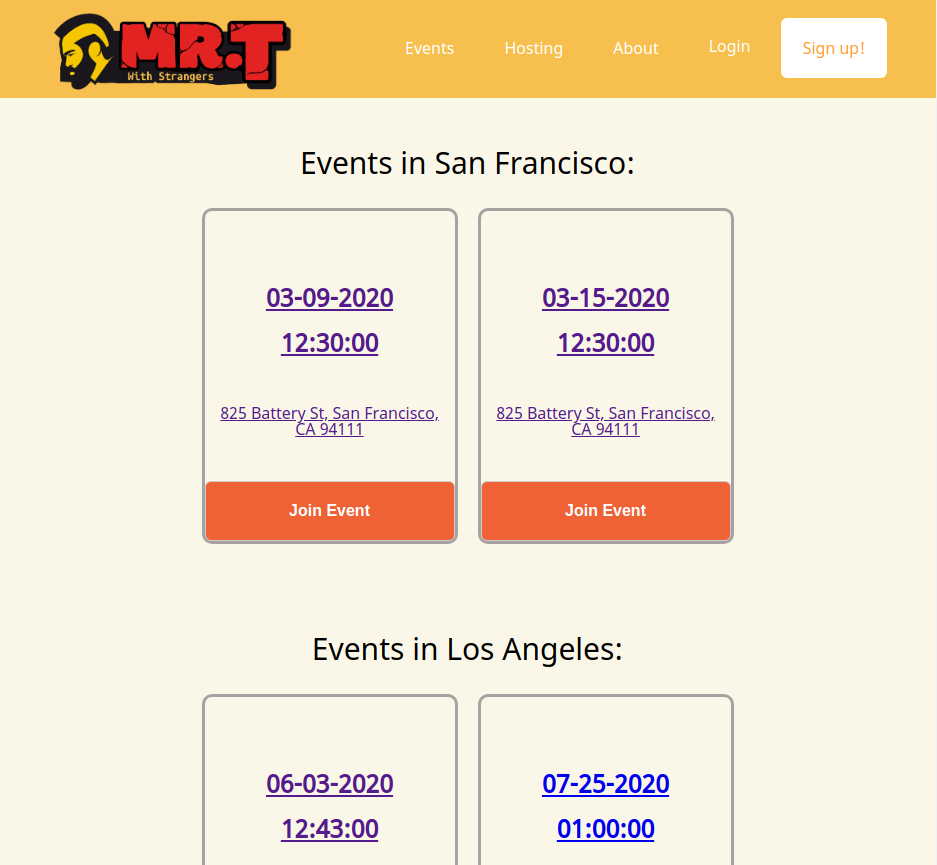 MR.T
With Strangers
Events
Hosting
About
Login
Sign up!
Events in San Francisco:
03-09-2020
12:30:00
825 Battery St, San Francisco,
CA 94111
Join Event
03-15-2020
12:30:00
825 Battery St, San Francisco,
CA 94111
Join Event
Events in Los Angeles:
06-03-2020
12:43:00
07-25-2020
01:00:00